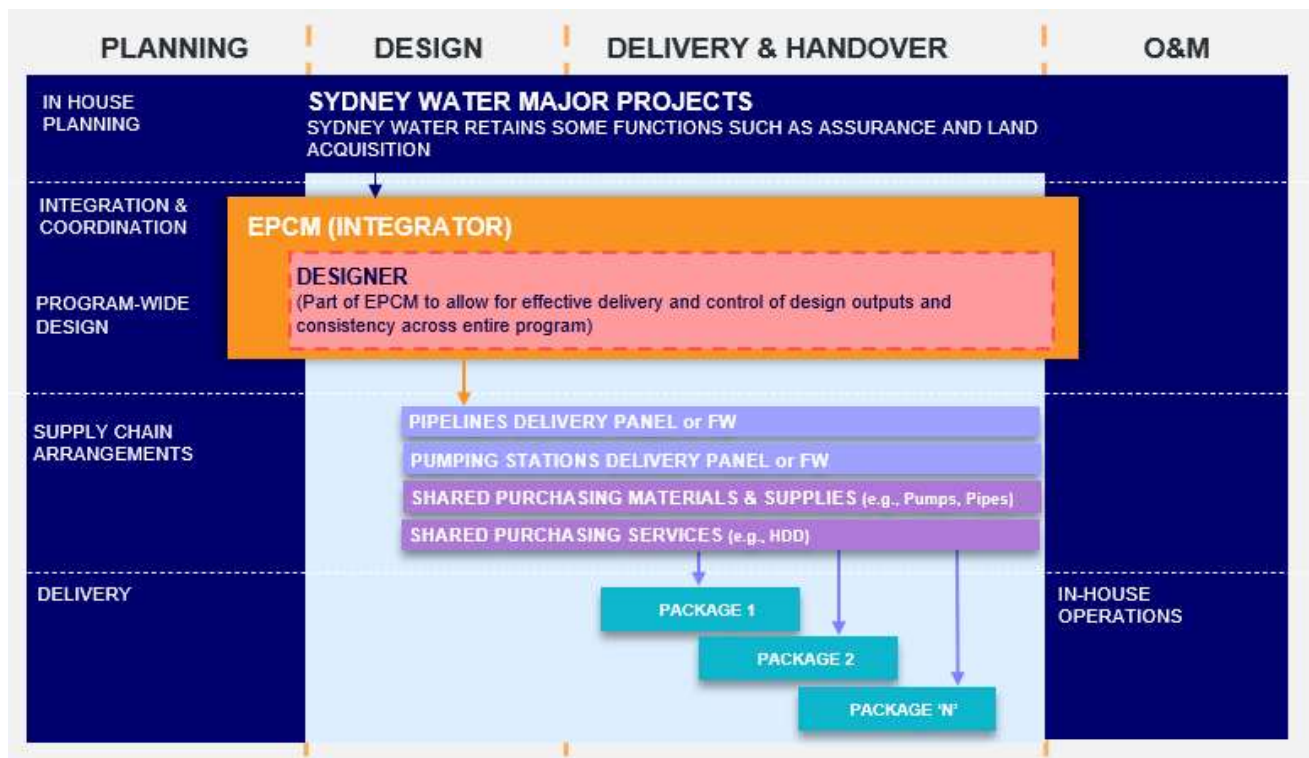 PLANNING
DESIGN
DELIVERY & HANDOVER
O&M
IN HOUSE
PLANNING
SYDNEY WATER MAJOR PROJECTS
SYDNEY WATER RETAINS SOME FUNCTIONS SUCH AS ASSURANCE AND LAND
ACQUISITION
INTEGRATION &
COORDINATION
EPCM (INTEGRATOR)
DESIGNER
(Part of EPCM to allow for effective delivery and control of design outputs and
consistency across entire program)
PROGRAM-WIDE
DESIGN
SUPPLY CHAIN
ARRANGEMENTS
PIPELINES DELIVERY PANEL or FW
PUMPING STATIONS DELIVERY PANEL or FW
SHARED PURCHASING MATERIALS & SUPPLIES (e.g., Pumps, Pipes)
SHARED PURCHASING SERVICES (e.g., HDD)
DELIVERY
PACKAGE 1
PACKAGE 2
PACKAGE 'N'
IN-HOUSE
OPERATIONS